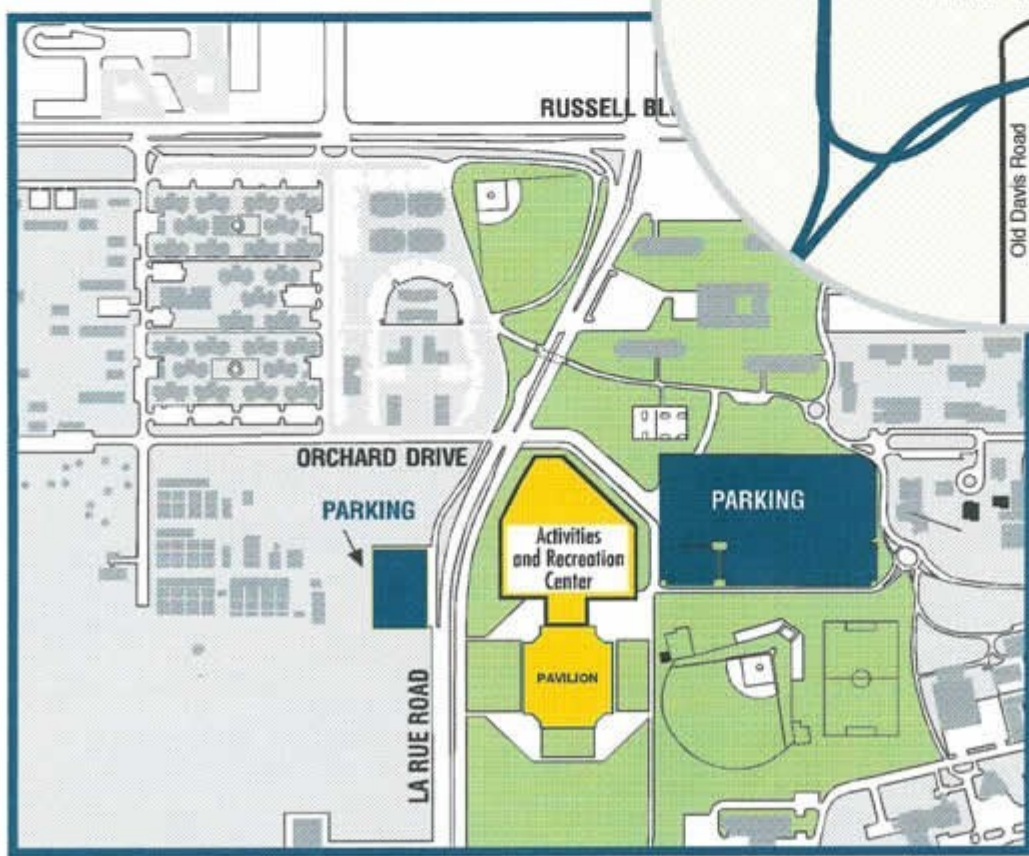 RUSSELL BL
Old Davis Road
ORCHARD DRIVE
PARKING
PARKING
Activities
and Recreation
Center
PAVILION
LA RUE ROAD